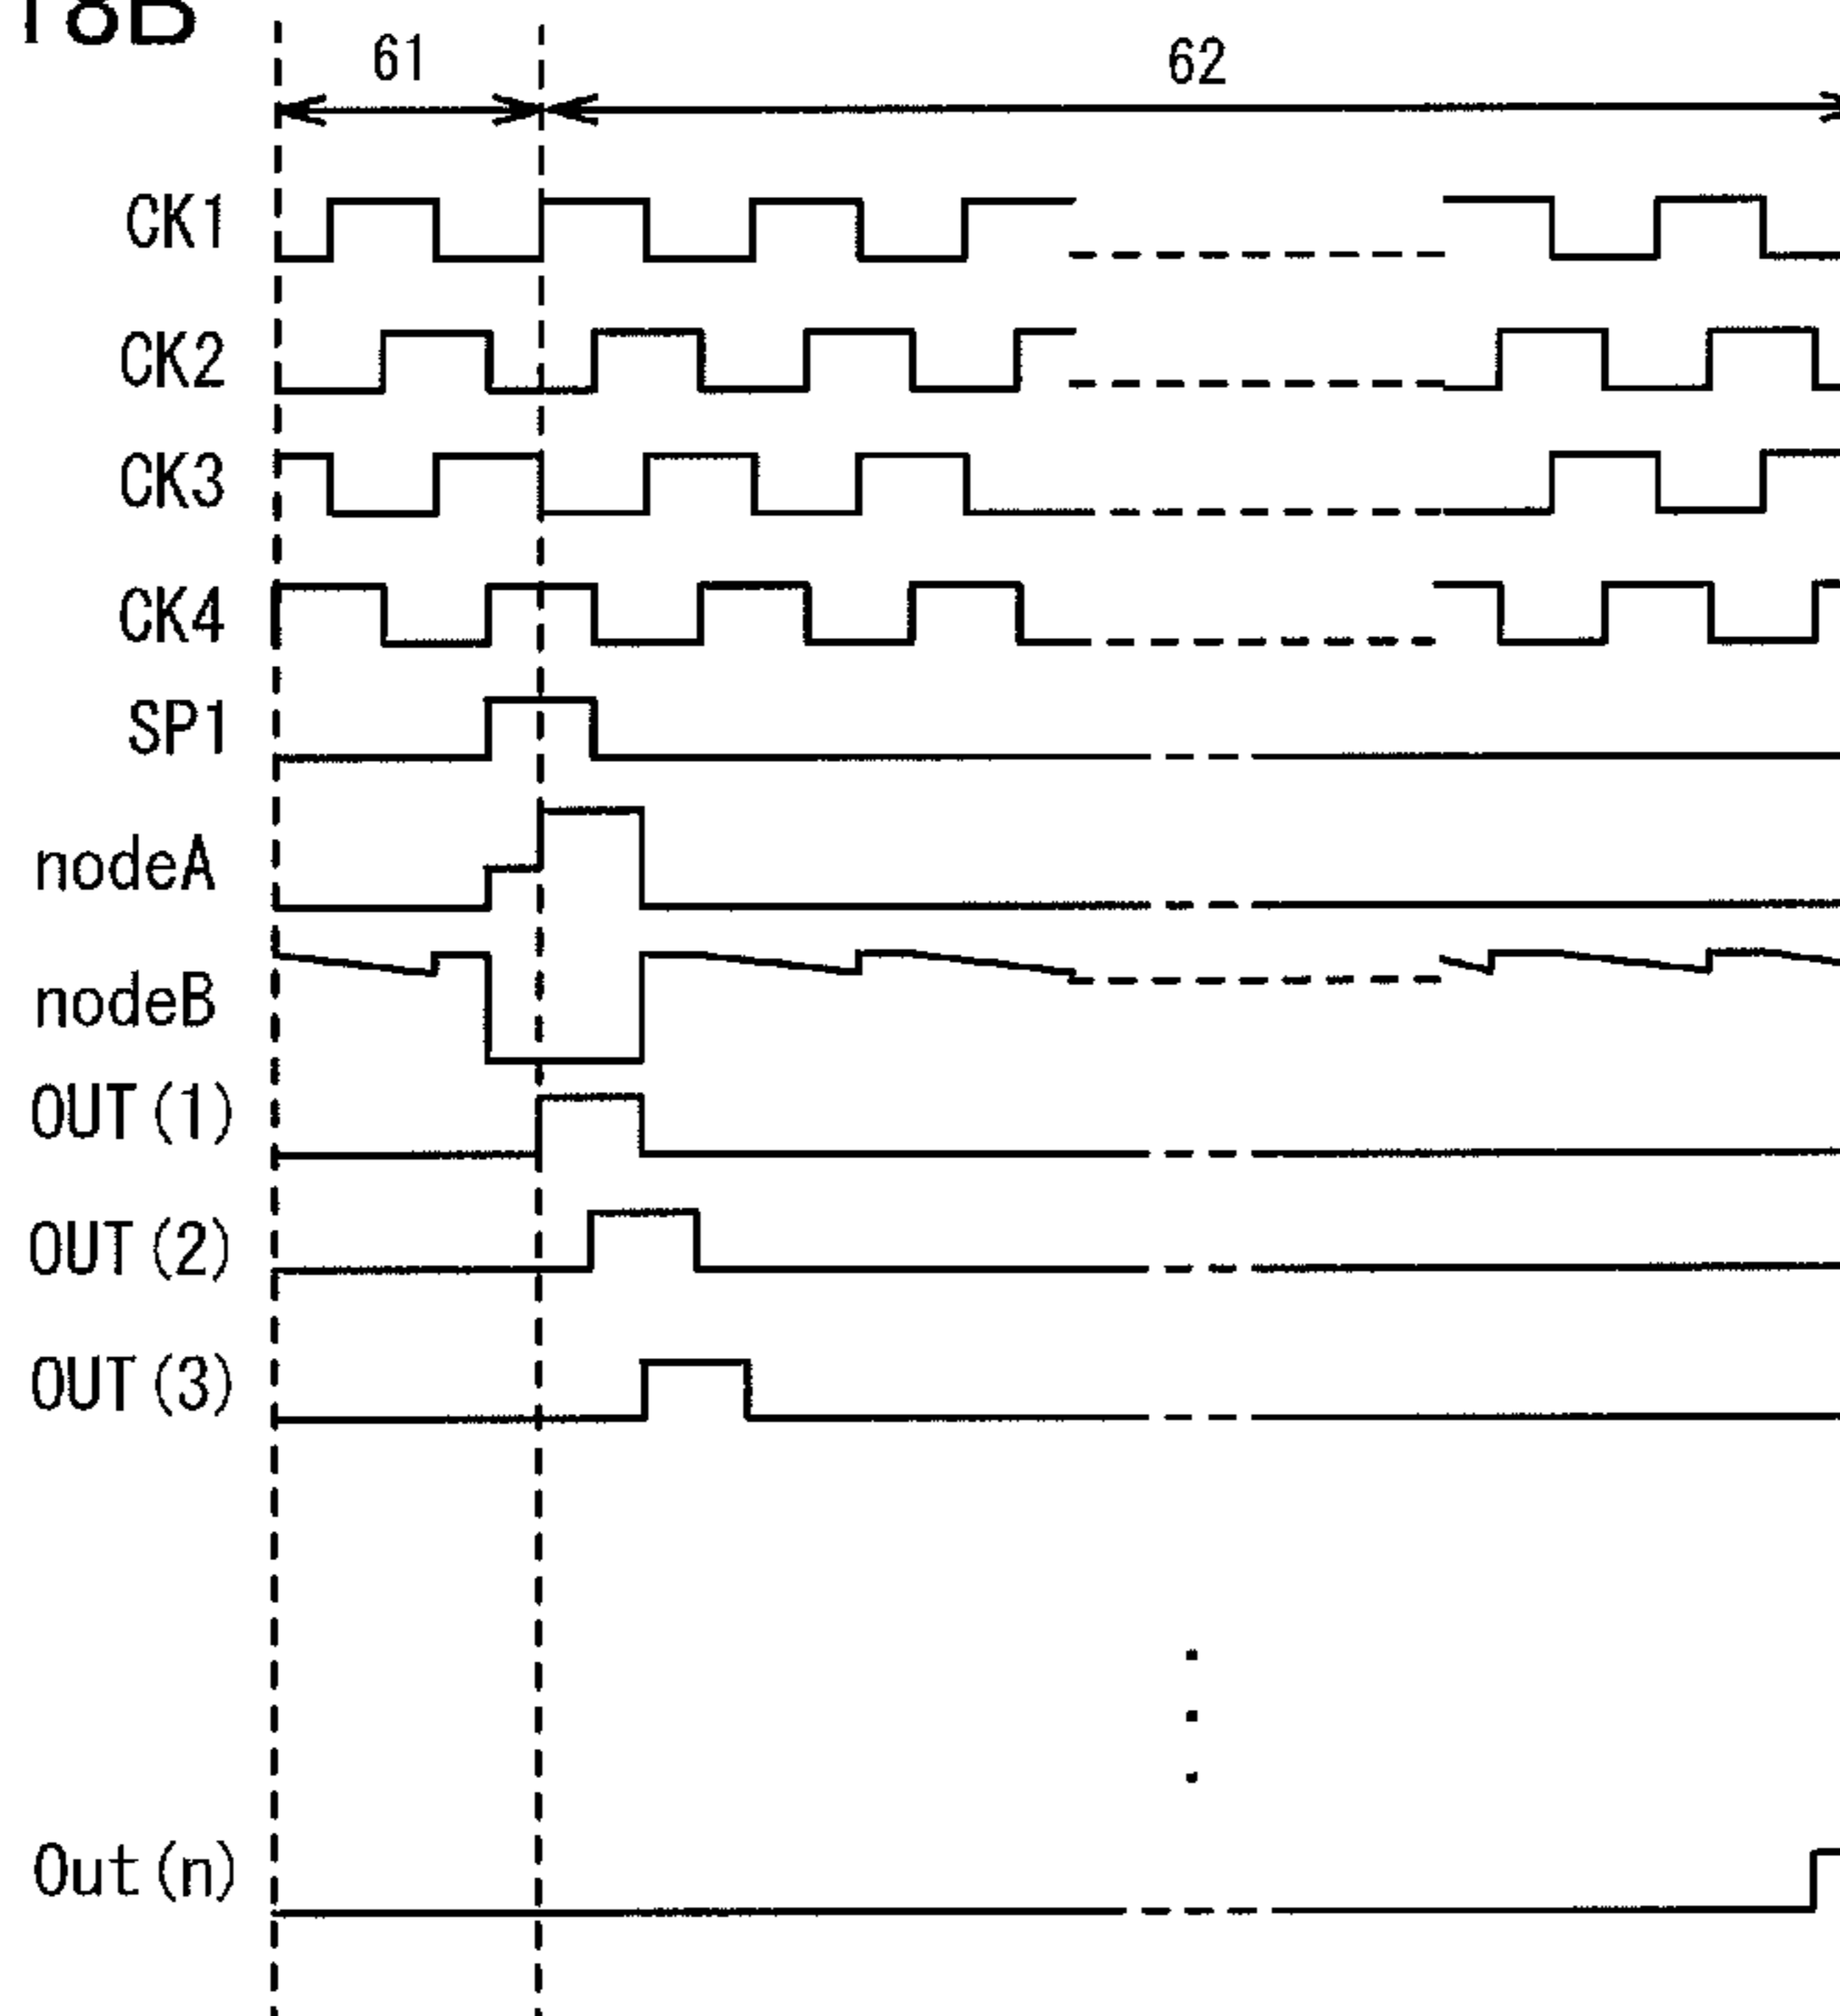 61
62
CK1
CK2
CK3
CK4
SP1
nodeA
nodeB
OUT(1)
OUT(2)
OUT(3)
Out(n)